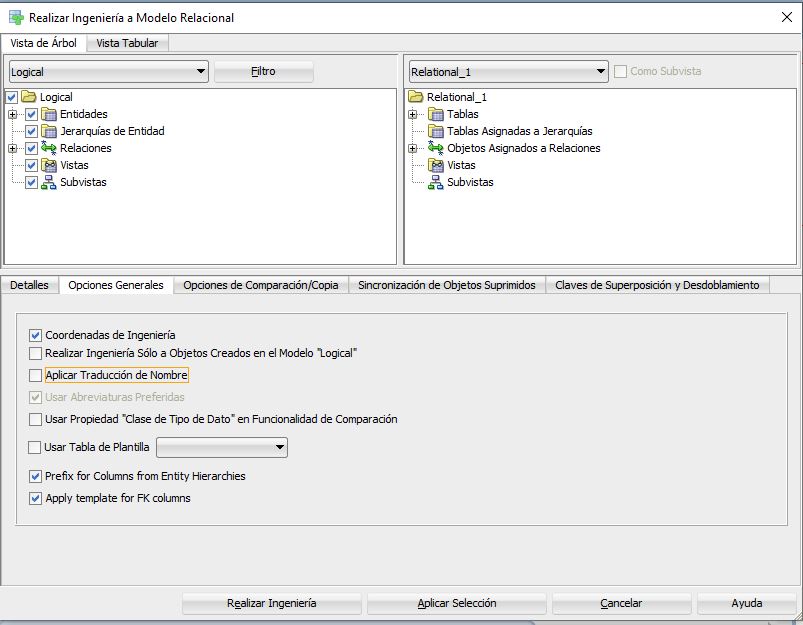 Realizar Ingeniería a Modelo Relacional
Vista de Árbol Vista Tabular
Logical Filtro Relational_1 Como Subvista
Logical Relational_1
Entidades Tablas
Jerarquías de Entidad Tablas Asignadas a Jerarquías
Relaciones Objetos Asignados a Relaciones
Vistas Vistas
Subvistas Subvistas
Detalles Opciones Generales Opciones de Comparación/Copia Sincronización de Objetos Suprimidos Claves de Superposición y Desdoblamiento
Coordenadas de Ingeniería
Realizar Ingeniería Sólo a Objetos Creados en el Modelo "Logical"
Aplicar Traducción de Nombre
Usar Abreviaturas Preferidas
Usar Propiedad "Clase de Tipo de Dato" en Funcionalidad de Comparación
Usar Tabla de Plantilla
Prefix for Columns from Entity Hierarchies
Apply template for FK columns
Realizar Ingeniería Aplicar Selección Cancelar Ayuda